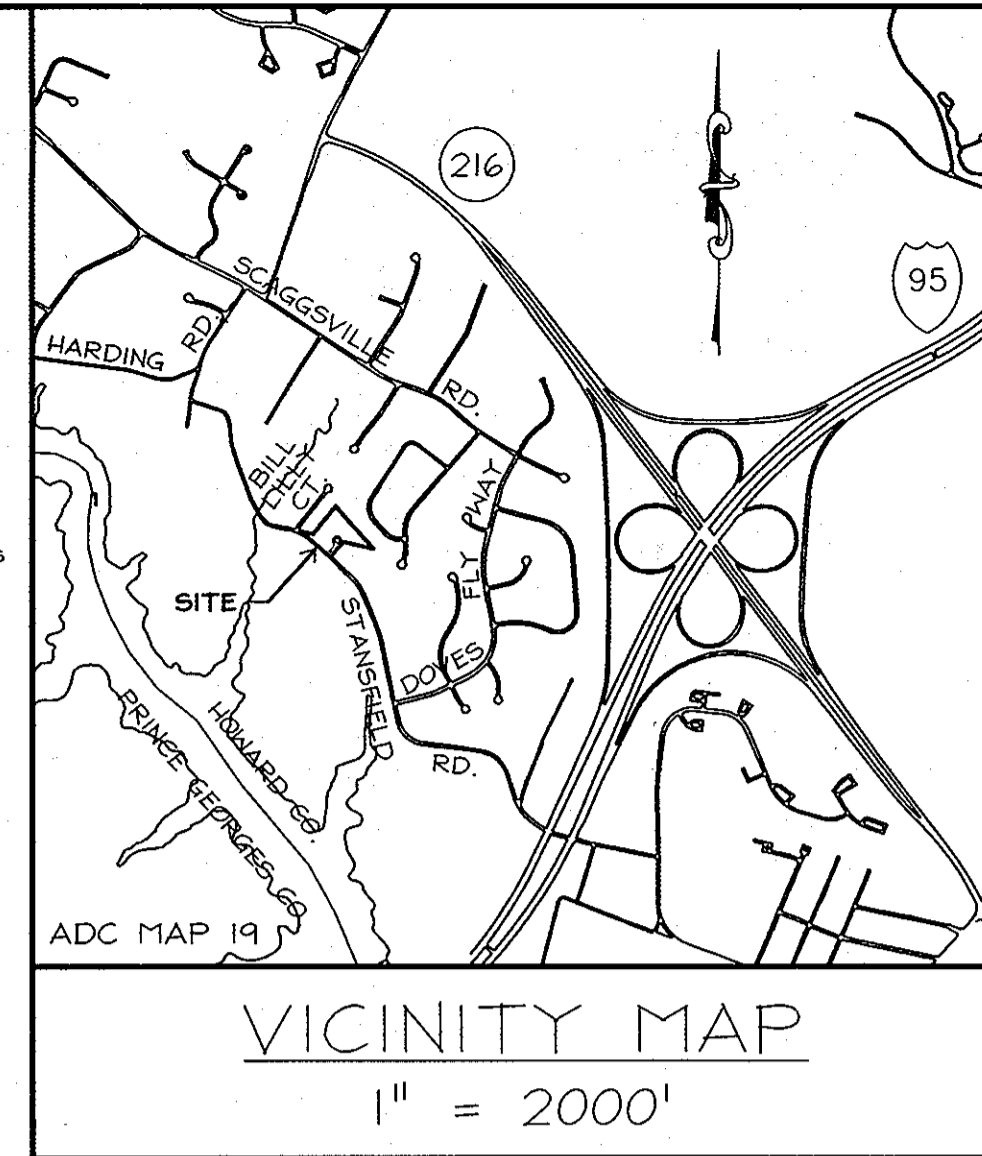 216
95
SCAGGSVILLE
RD.
HARDING
RD.
BILL
CT.
FLY PWAY
DOVES
SITE
STANSFIELD
RD.
HOWARD CO.
PRINCE GEORGES CO
ADC MAP 19
VICINITY MAP
1" = 2000'